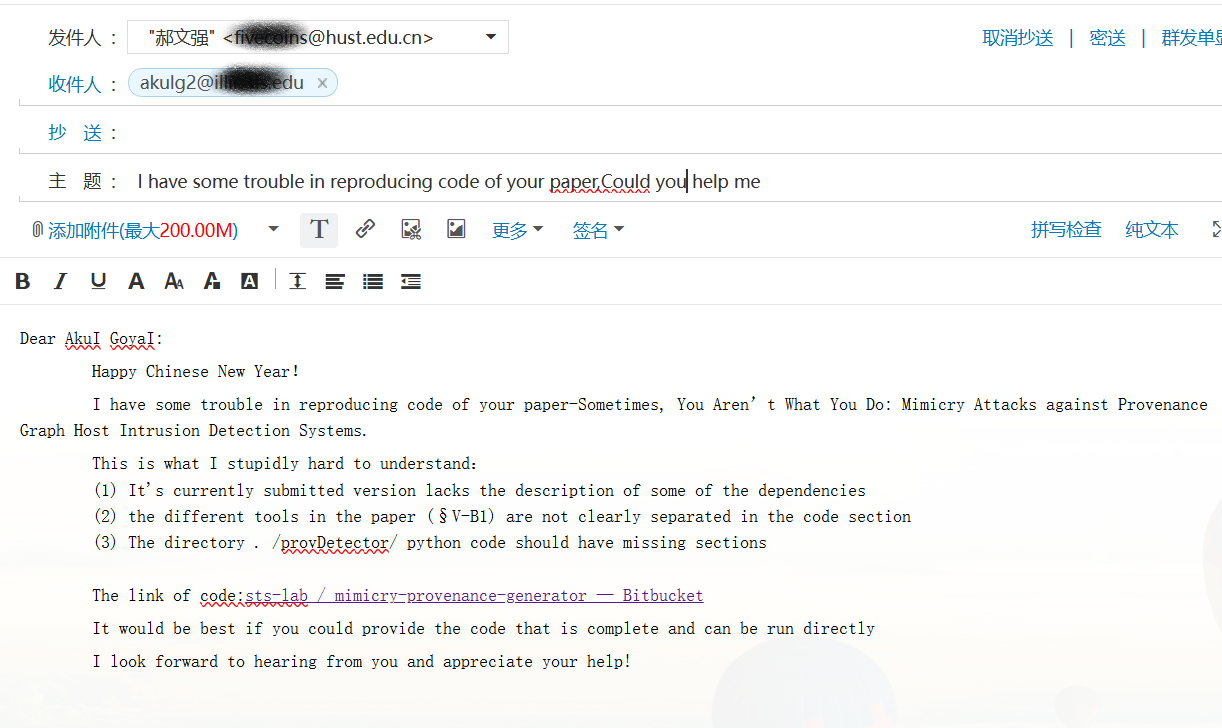 发件人： "郝文强" <fivecoins@hust.edu.cn>
取消抄送 | 密送 | 群发单显
收件人： akulg2@edu ×
抄 送：
主 题： I have some trouble in reproducing code of your paper,Could you help me
添加附件(最大200.00M) T 更多 签名 拼写检查 纯文本
B I U A AA A A
Dear AkuI GoyaI:
Happy Chinese New Year!
I have some trouble in reproducing code of your paper-Sometimes, You Aren’t What You Do: Mimicry Attacks against Provenance
Graph Host Intrusion Detection Systems.
This is what I stupidly hard to understand:
(1) It's currently submitted version lacks the description of some of the dependencies
(2) the different tools in the paper (§V-B1) are not clearly separated in the code section
(3) The directory . /provDetector/ python code should have missing sections
The link of code:sts-lab / mimicry-provenance-generator — Bitbucket
It would be best if you could provide the code that is complete and can be run directly
I look forward to hearing from you and appreciate your help!